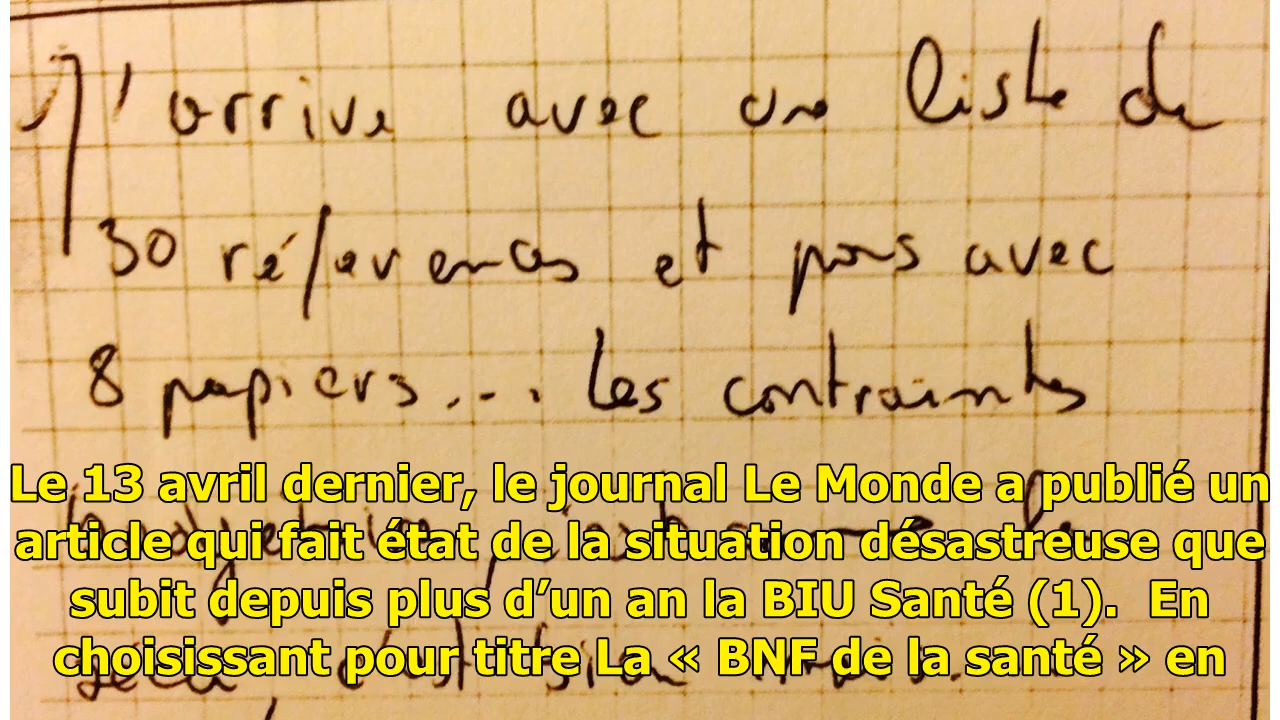 J'arrive avec une liste de
30 références et pars avec
8 papiers... les contraintes
Le 13 avril dernier, le journal Le Monde a publié un
article qui fait état de la situation désastreuse que
subit depuis plus d’un an la BIU Santé (1).  En
choisissant pour titre La « BNF de la santé » en